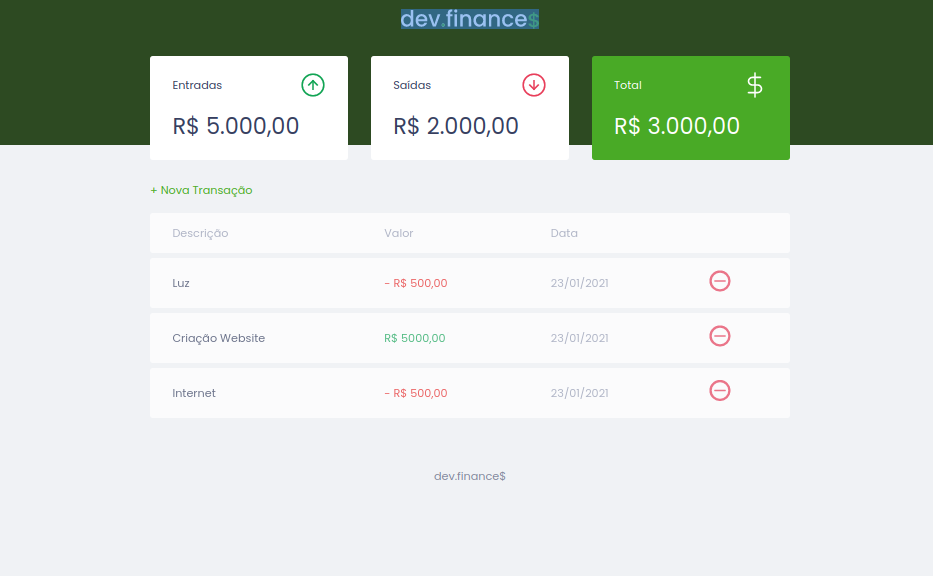 dev.finance$
Entradas
R$ 5.000,00
Saídas
R$ 2.000,00
Total
$
R$ 3.000,00
+ Nova Transação
Descrição Valor Data
Luz - R$ 500,00 23/01/2021
Criação Website R$ 5000,00 23/01/2021
Internet - R$ 500,00 23/01/2021
dev.finance$